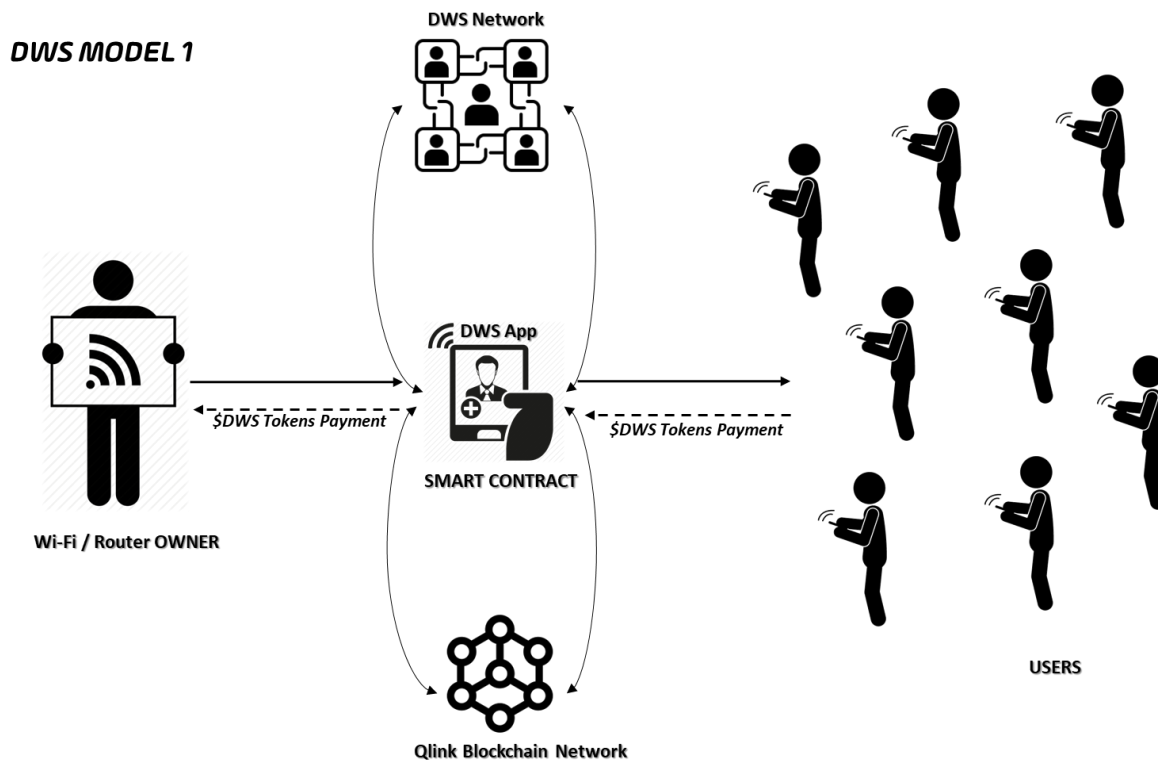 DWS Network
DWS MODEL 1
DWS App
$DWS Tokens Payment
$DWS Tokens Payment
SMART CONTRACT
Wi-Fi / Router OWNER
USERS
Qlink Blockchain Network